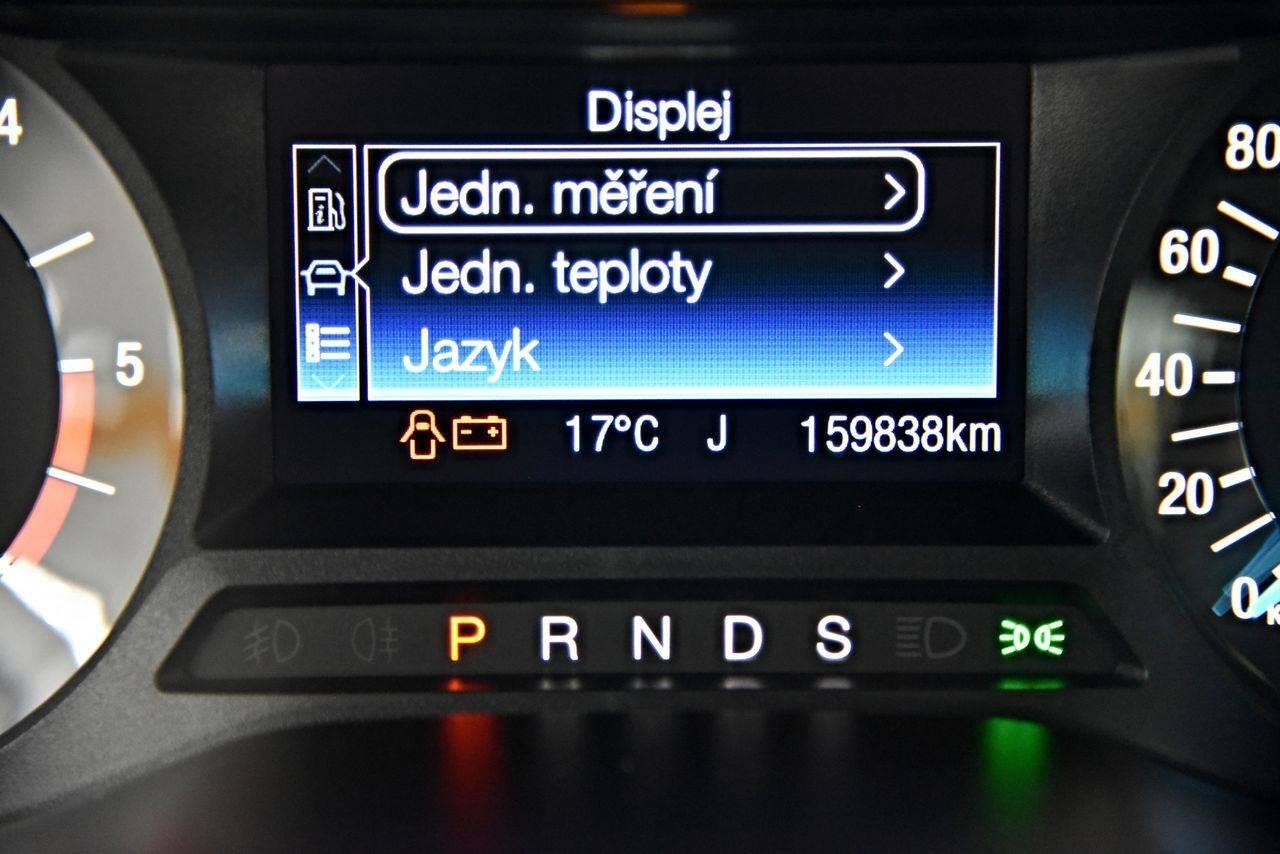 Displej
Jedn. měření
Jedn. teploty
Jazyk
17°C J 159838km
P R N D S
4
5
80
60
40
20
0